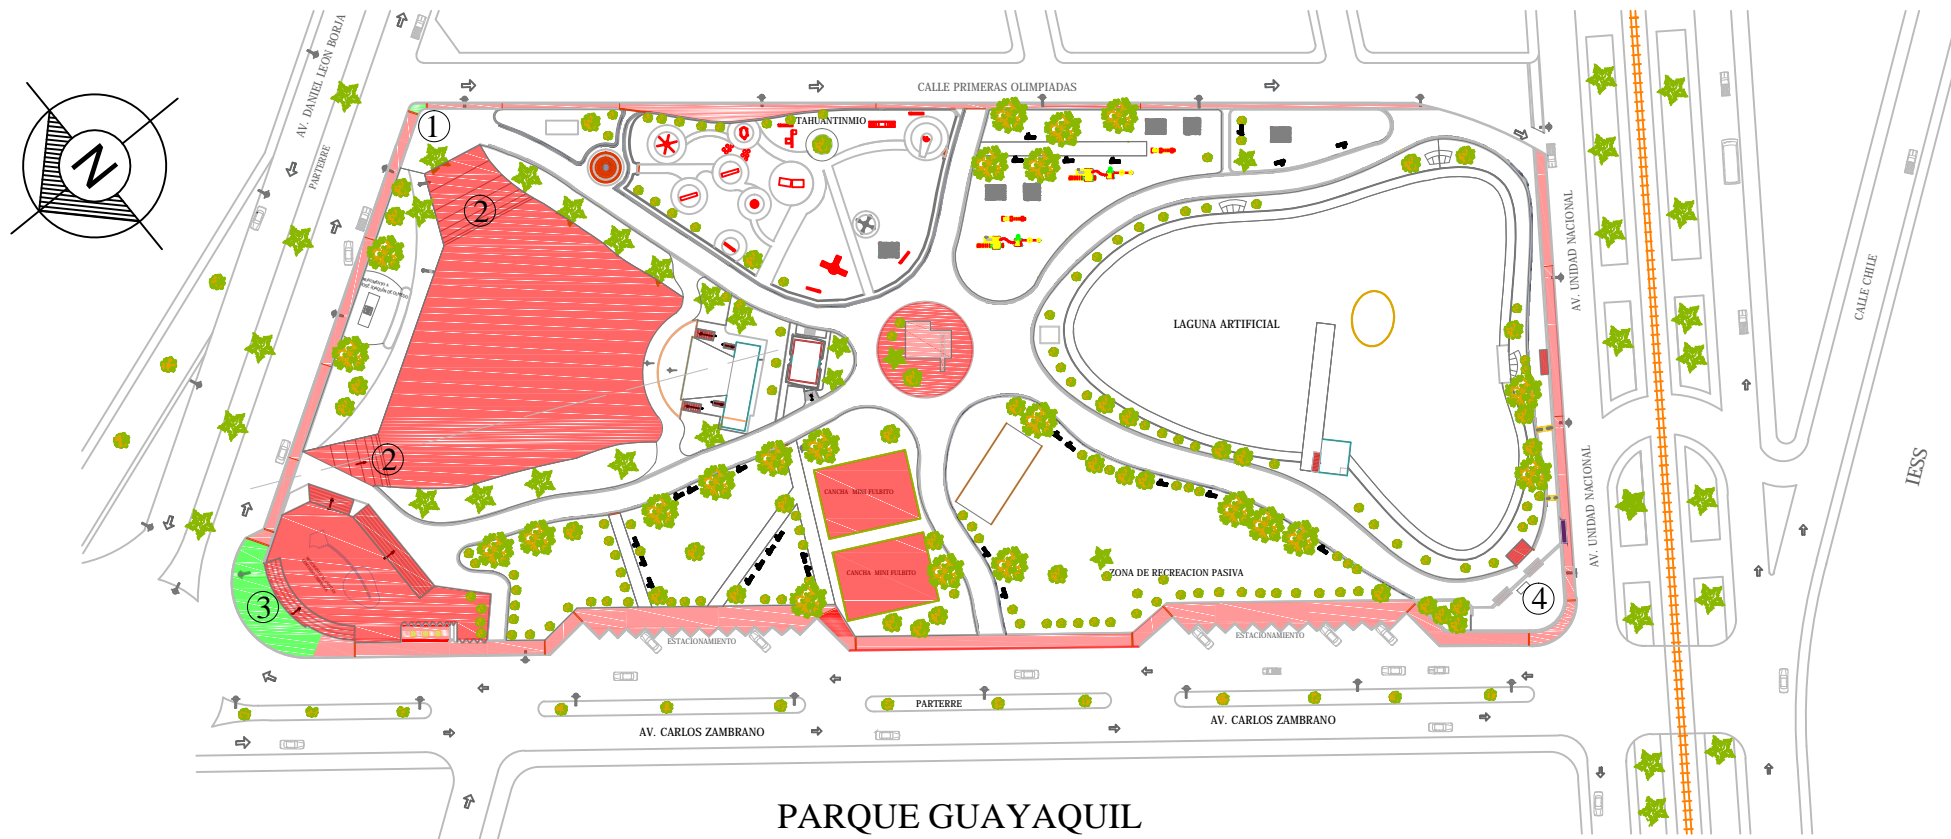 AV. DANIEL LEON BORJA
PARTERRE
CALLE PRIMERAS OLIMPIADAS
TAHUANTINMIO
N
1
2
LAGUNA ARTIFICIAL
AV. UNIDAD NACIONAL
CALLE CHILE
IESS
2
CANCHA MINI FULBITO
CANCHA MINI FULBITO
ZONA DE RECREACION PASIVA
AV. UNIDAD NACIONAL
3
4
ESTACIONAMIENTO
ESTACIONAMIENTO
PARTERRE
AV. CARLOS ZAMBRANO
AV. CARLOS ZAMBRANO
PARQUE GUAYAQUIL